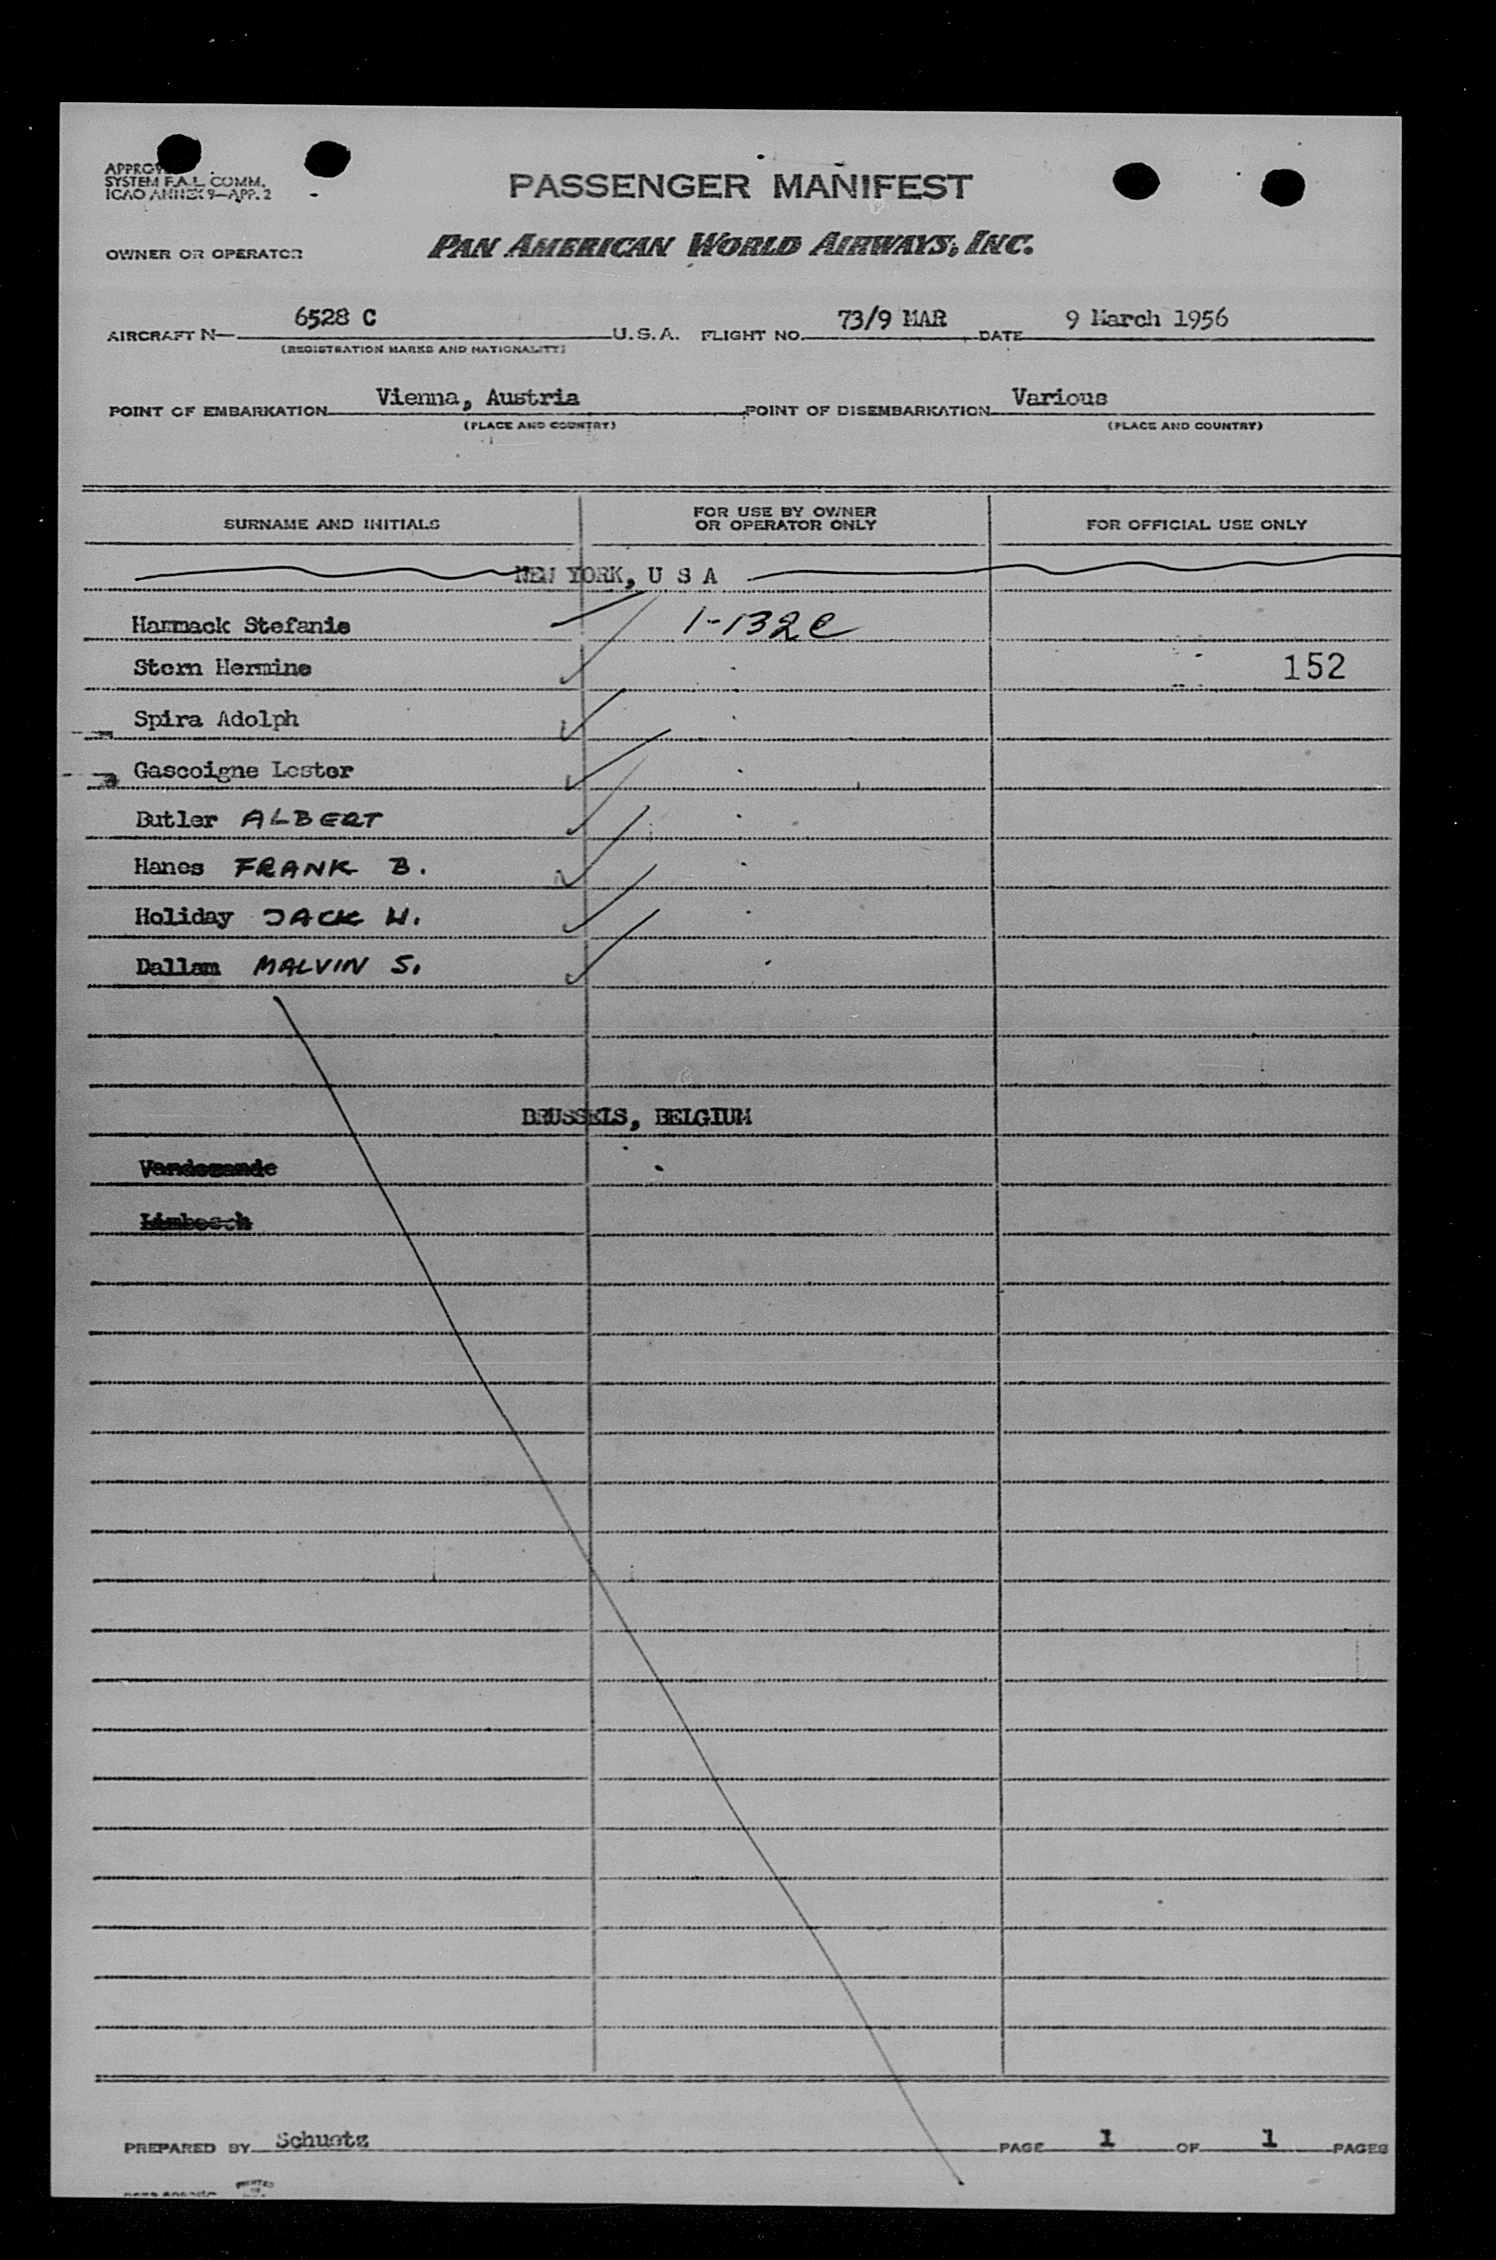 SYSTEM F.A.L. COMM.
ICAO ANNEX 9—APP. 2
PASSENGER MANIFEST
OWNER OR OPERATOR PAN AMERICAN WORLD AIRWAYS, INC.
AIRCRAFT N— 6528 C U.S.A. FLIGHT NO. 73/9 MAR DATE 9 March 1956
(REGISTRATION MARKS AND NATIONALITY)
POINT OF EMBARKATION Vienna, Austria POINT OF DISEMBARKATION Various
(PLACE AND COUNTRY) (PLACE AND COUNTRY)
SURNAME AND INITIALS FOR USE BY OWNER OR OPERATOR ONLY FOR OFFICIAL USE ONLY
NEW YORK, U S A
Harmack Stefanie 1-132C
Stern Hermine 152
Spira Adolph
Gascoigne Lester
Butler ALBERT
Hanes FRANK B.
Holiday JACK W.
Dallam MALVIN S.
BRUSSELS, BELGIUM
Limbosch
PREPARED BY Schuetz PAGE 1 OF 1 PAGES